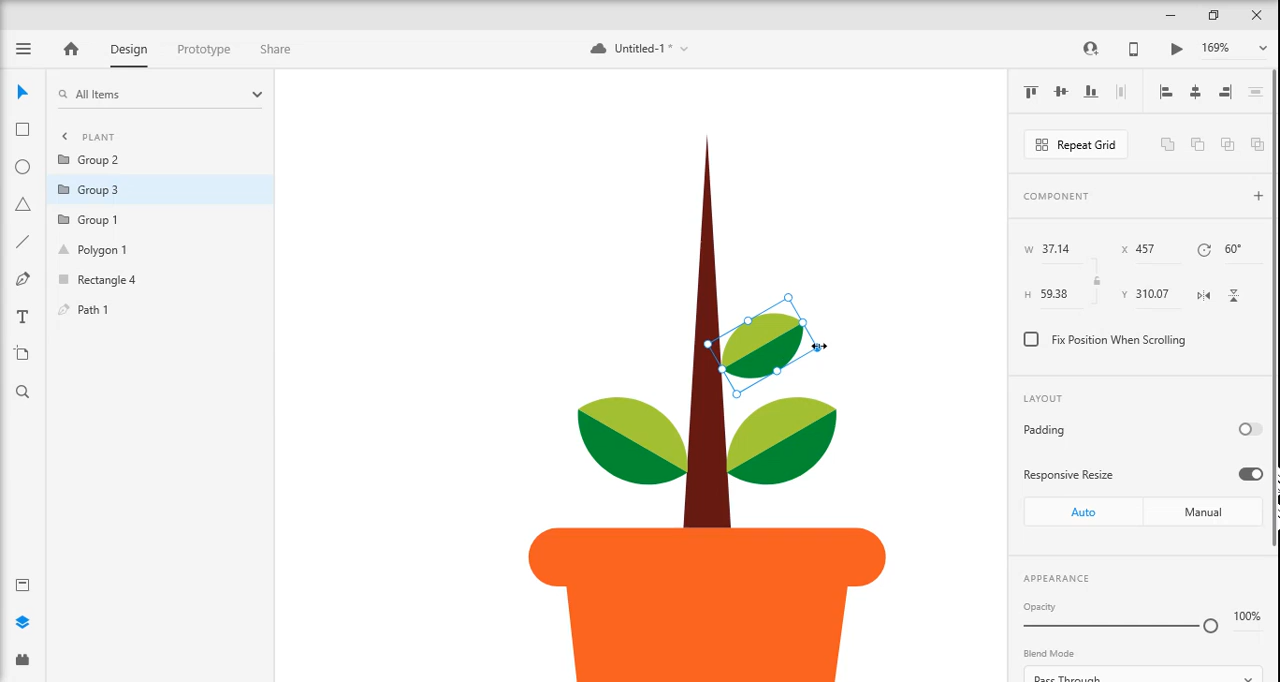 Design Prototype Share Untitled-1 * 169%
All Items
PLANT
Group 2
Group 3
Group 1
Polygon 1
Rectangle 4
Path 1
T
Repeat Grid
COMPONENT
W 37.14 X 457 60°
H 59.38 Y 310.07
Fix Position When Scrolling
LAYOUT
Padding
Responsive Resize
Auto Manual
APPEARANCE
Opacity
100%
Blend Mode
Pass Through